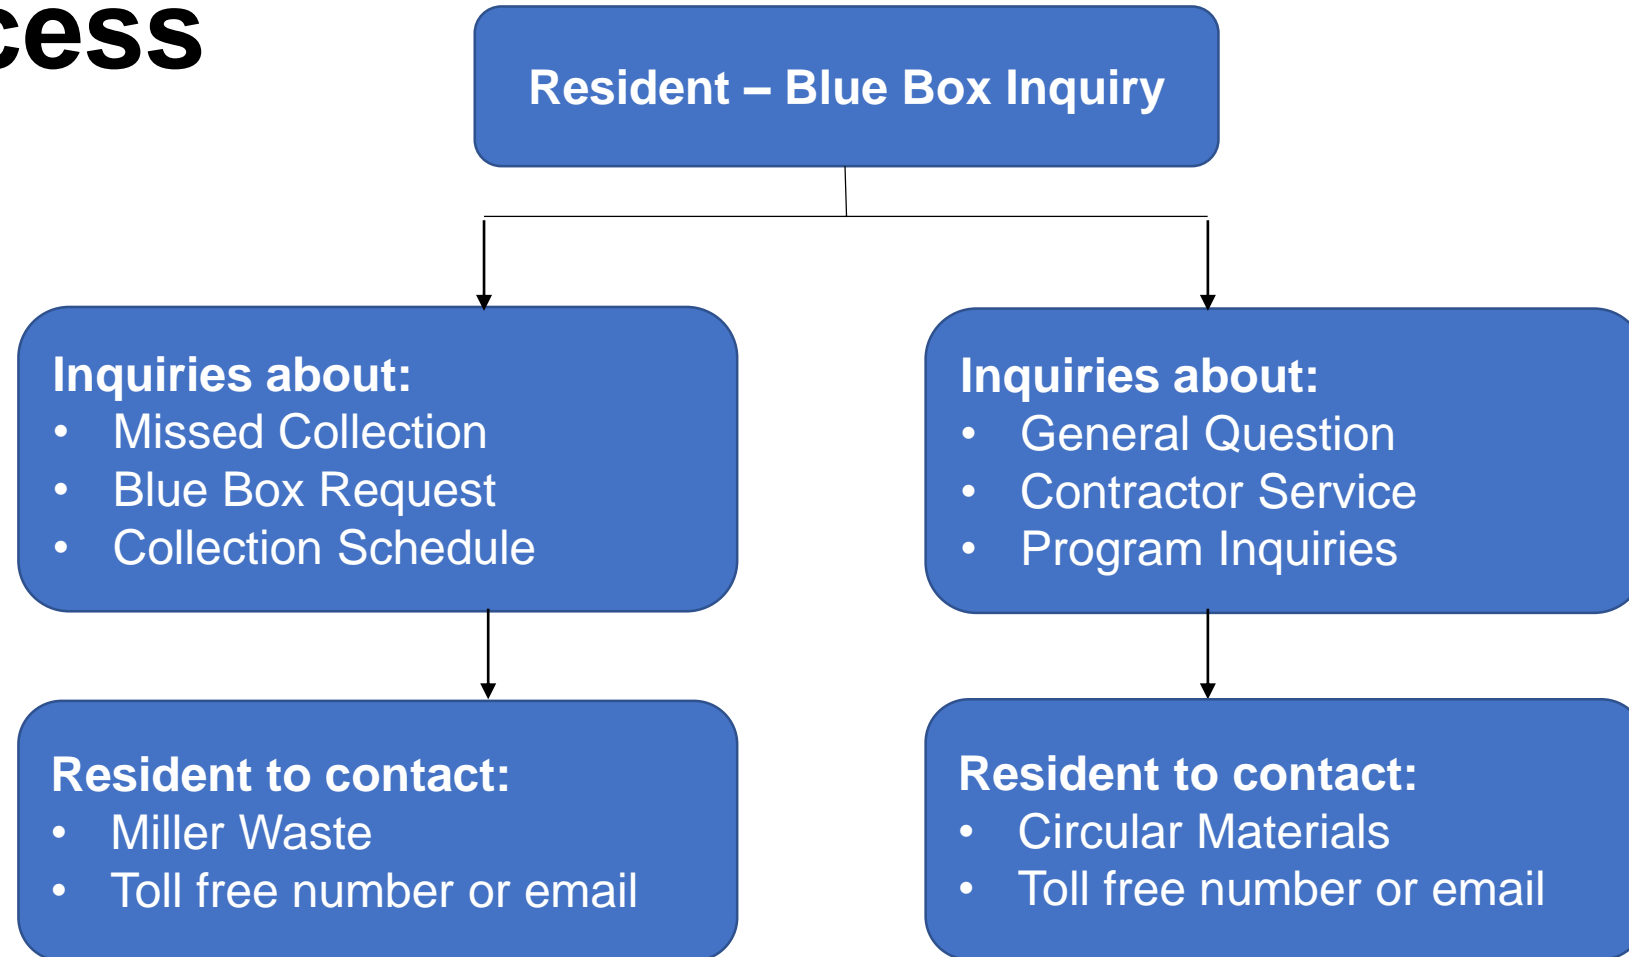 cess
Resident – Blue Box Inquiry
Inquiries about:
• Missed Collection
• Blue Box Request
• Collection Schedule
Inquiries about:
• General Question
• Contractor Service
• Program Inquiries
Resident to contact:
• Miller Waste
• Toll free number or email
Resident to contact:
• Circular Materials
• Toll free number or email